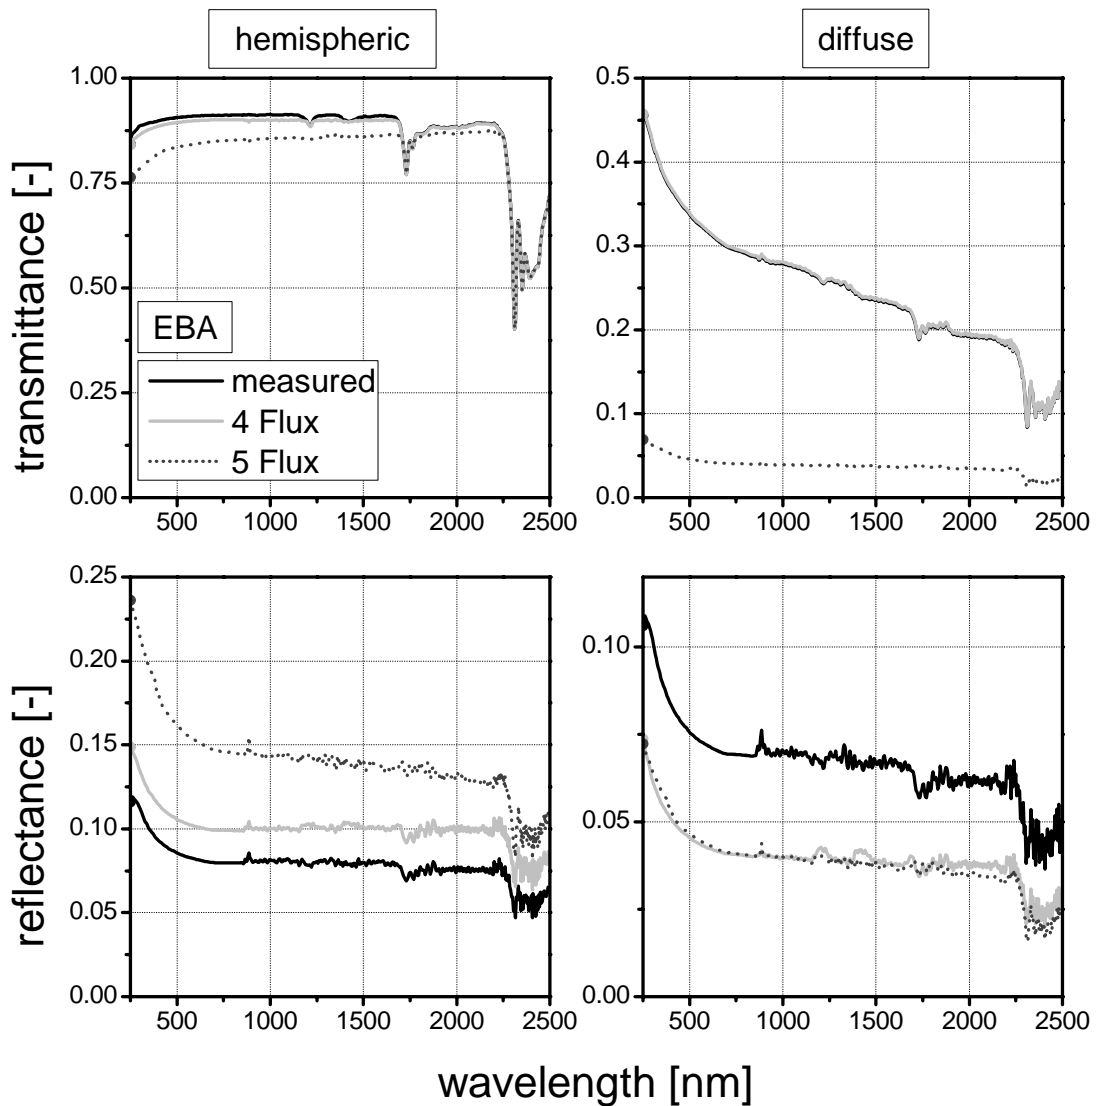 hemispheric
diffuse
transmittance [-]
1.00
0.75
0.50
0.25
0.00
EBA
measured
4 Flux
5 Flux
500 1000 1500 2000 2500
0.5
0.4
0.3
0.2
0.1
0.0
500 1000 1500 2000 2500
reflectance [-]
0.25
0.20
0.15
0.10
0.05
0.00
500 1000 1500 2000 2500
0.10
0.05
0.00
500 1000 1500 2000 2500
wavelength [nm]